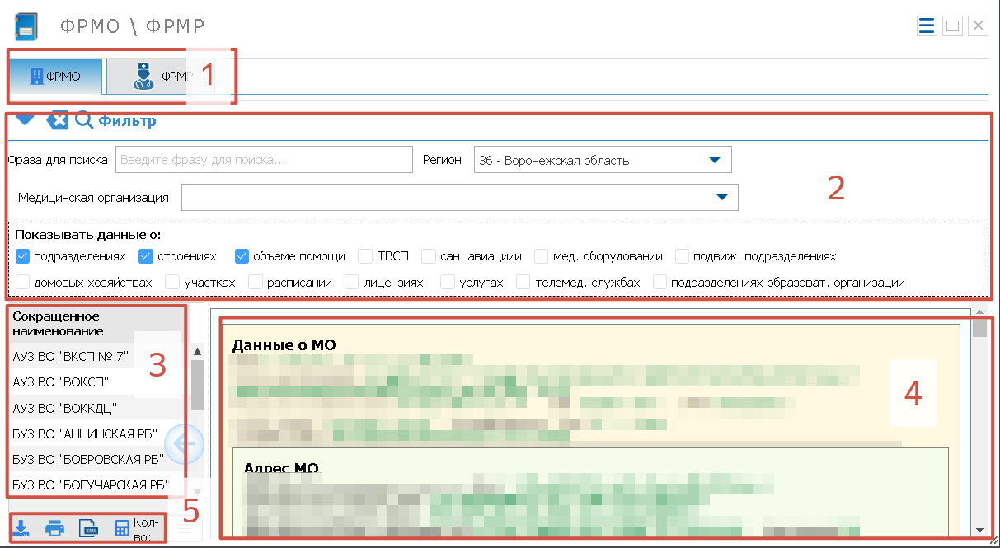 ФРМО \ ФРМР
ФРМО ФРМР 1
Фильтр
Фраза для поиска Введите фразу для поиска... Регион 36 - Воронежская область
2
Медицинская организация
Показывать данные о:
подразделениях строениях объеме помощи ТВСП сан. авиациии мед. оборудовании подвиж. подразделениях
домовых хозяйствах участках расписании лицензиях услугах телемед. службах подразделениях образоват. организации
Сокращенное
наименование
АУЗ ВО "ВКСП № 7"
3
АУЗ ВО "ВОКСП"
АУЗ ВО "ВОККДЦ"
БУЗ ВО "АННИНСКАЯ РБ"
БУЗ ВО "БОБРОВСКАЯ РБ"
БУЗ ВО "БОГУЧАРСКАЯ РБ"
Данные о МО
4
Адрес МО
5
XML
Кол-
во: